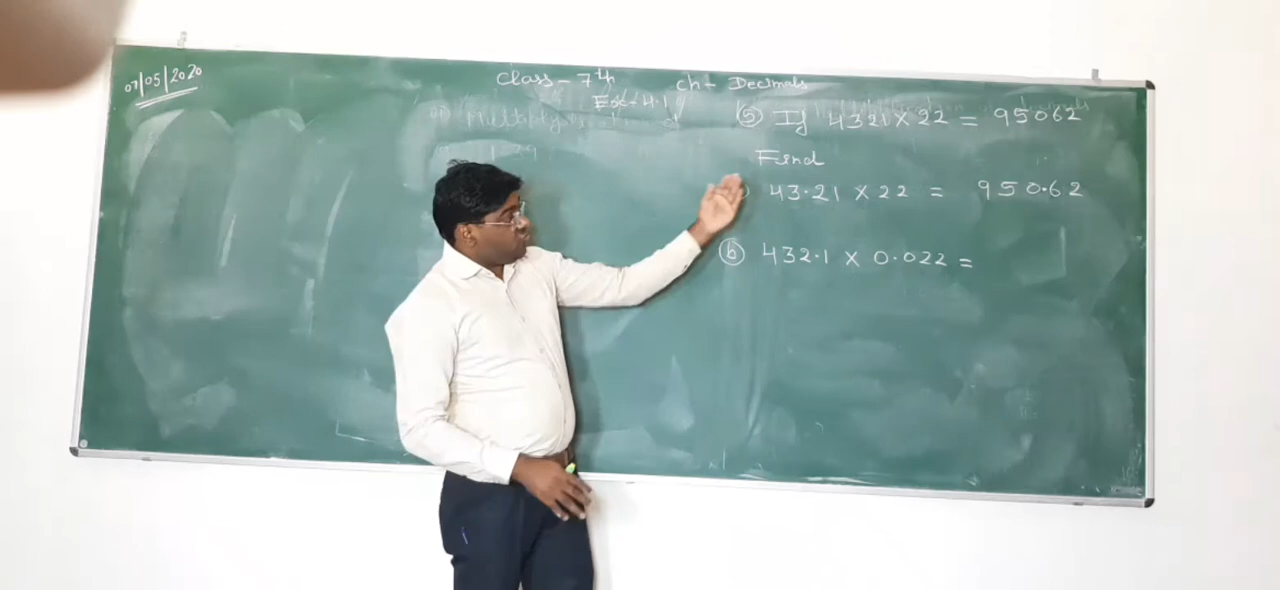 07/05/2020
Class - 7th
ch - Decimals
Ex - 4.1
Multiply
⑤ If 4321 × 22 = 95062
Find
43.21 × 22 = 950.62
ⓑ 432.1 × 0.022 =